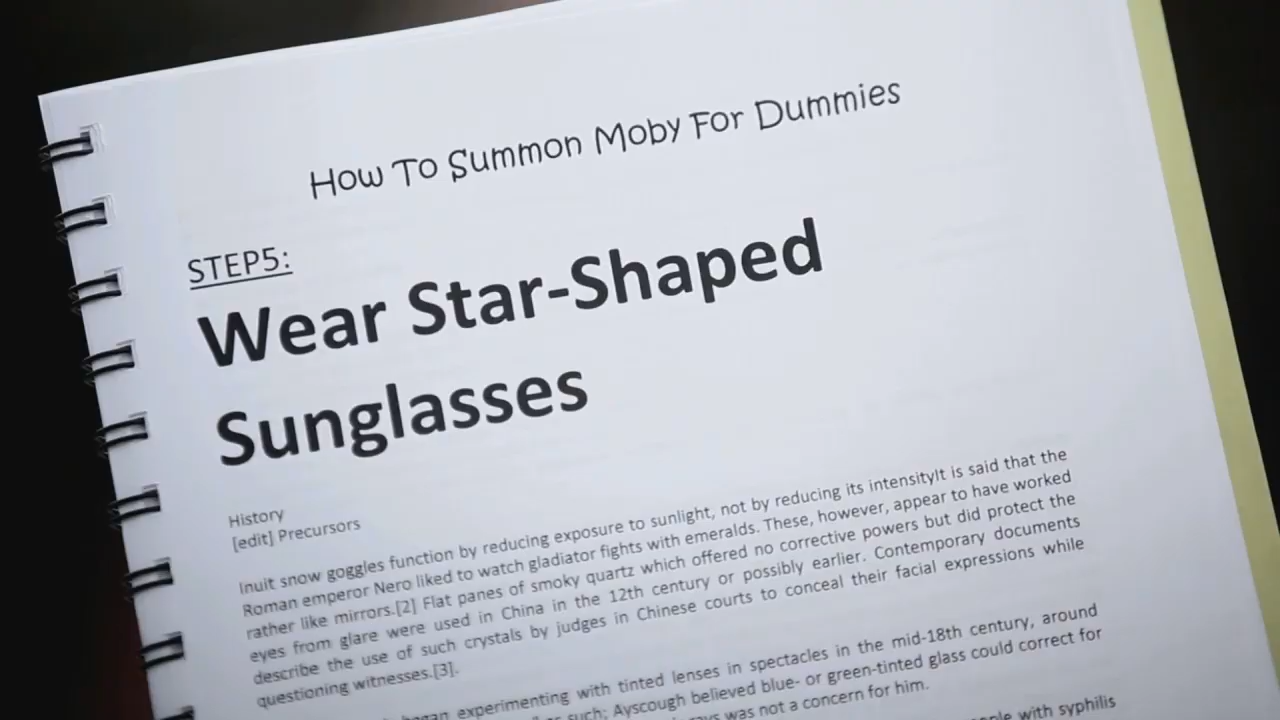 How To Summon Moby For Dummies
STEP5:
Wear Star-Shaped
Sunglasses
History
[edit] Precursors
Inuit snow goggles function by reducing exposure to sunlight, not by reducing its intensityIt is said that the
Roman emperor Nero liked to watch gladiator fights with emeralds. These, however, appear to have worked
rather like mirrors.[2] Flat panes of smoky quartz which offered no corrective powers but did protect the
eyes from glare were used in China in the 12th century or possibly earlier. Contemporary documents
describe the use of such crystals by judges in Chinese courts to conceal their facial expressions while
questioning witnesses.[3].
experimenting with tinted lenses in spectacles in the mid-18th century, around
such; Ayscough believed blue- or green-tinted glass could correct for
was not a concern for him.
with syphilis